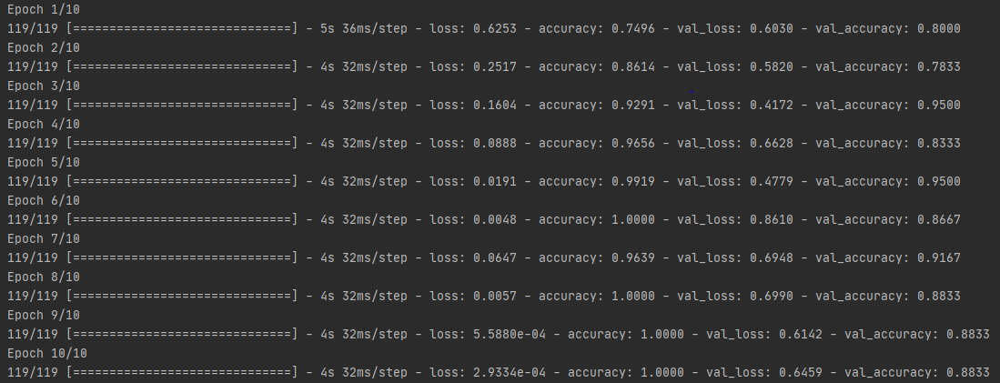 Epoch 1/10
119/119 [==============================] - 5s 36ms/step - loss: 0.6253 - accuracy: 0.7496 - val_loss: 0.6030 - val_accuracy: 0.8000
Epoch 2/10
119/119 [==============================] - 4s 32ms/step - loss: 0.2517 - accuracy: 0.8614 - val_loss: 0.5820 - val_accuracy: 0.7833
Epoch 3/10
119/119 [==============================] - 4s 32ms/step - loss: 0.1604 - accuracy: 0.9291 - val_loss: 0.4172 - val_accuracy: 0.9500
Epoch 4/10
119/119 [==============================] - 4s 32ms/step - loss: 0.0888 - accuracy: 0.9656 - val_loss: 0.6628 - val_accuracy: 0.8333
Epoch 5/10
119/119 [==============================] - 4s 32ms/step - loss: 0.0191 - accuracy: 0.9919 - val_loss: 0.4779 - val_accuracy: 0.9500
Epoch 6/10
119/119 [==============================] - 4s 32ms/step - loss: 0.0048 - accuracy: 1.0000 - val_loss: 0.8610 - val_accuracy: 0.8667
Epoch 7/10
119/119 [==============================] - 4s 32ms/step - loss: 0.0647 - accuracy: 0.9639 - val_loss: 0.6948 - val_accuracy: 0.9167
Epoch 8/10
119/119 [==============================] - 4s 32ms/step - loss: 0.0057 - accuracy: 1.0000 - val_loss: 0.6990 - val_accuracy: 0.8833
Epoch 9/10
119/119 [==============================] - 4s 32ms/step - loss: 5.5880e-04 - accuracy: 1.0000 - val_loss: 0.6142 - val_accuracy: 0.8833
Epoch 10/10
119/119 [==============================] - 4s 32ms/step - loss: 2.9334e-04 - accuracy: 1.0000 - val_loss: 0.6459 - val_accuracy: 0.8833